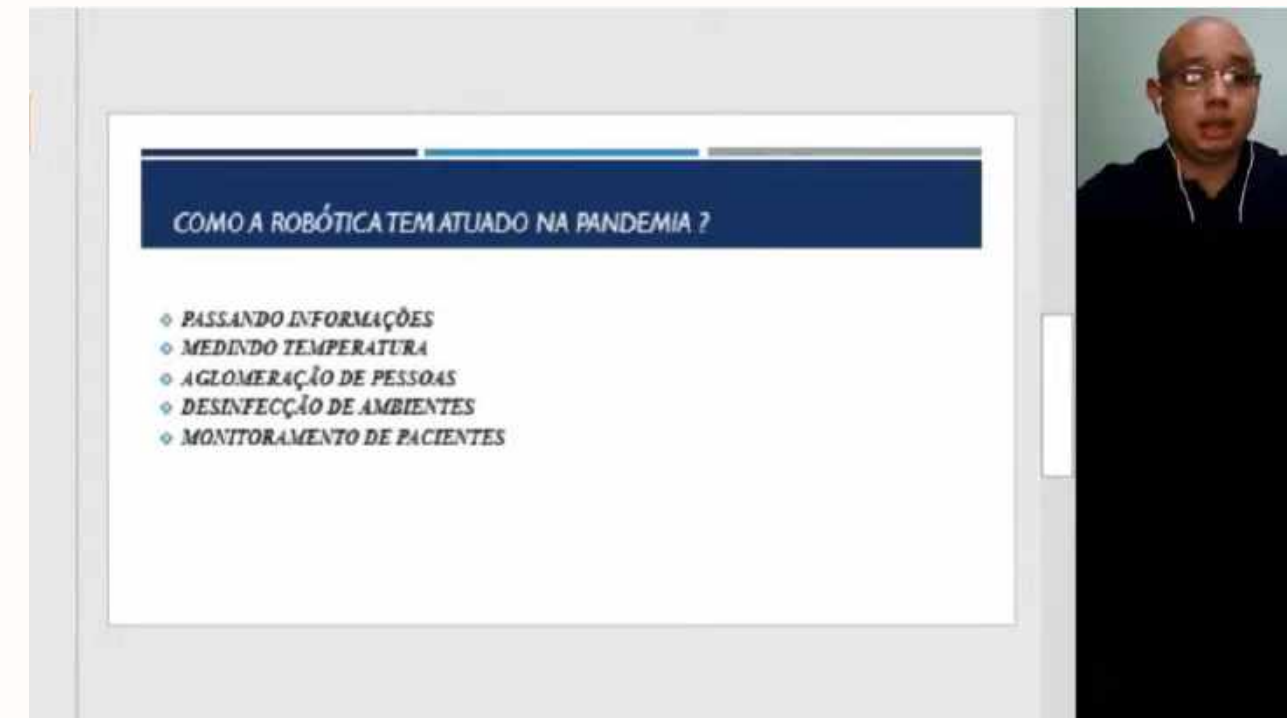 COMO A ROBÓTICA TEM ATUADO NA PANDEMIA ?
PASSANDO INFORMAÇÕES
MEDINDO TEMPERATURA
AGLOMERAÇÃO DE PESSOAS
DESINFECÇÃO DE AMBIENTES
MONITORAMENTO DE PACIENTES